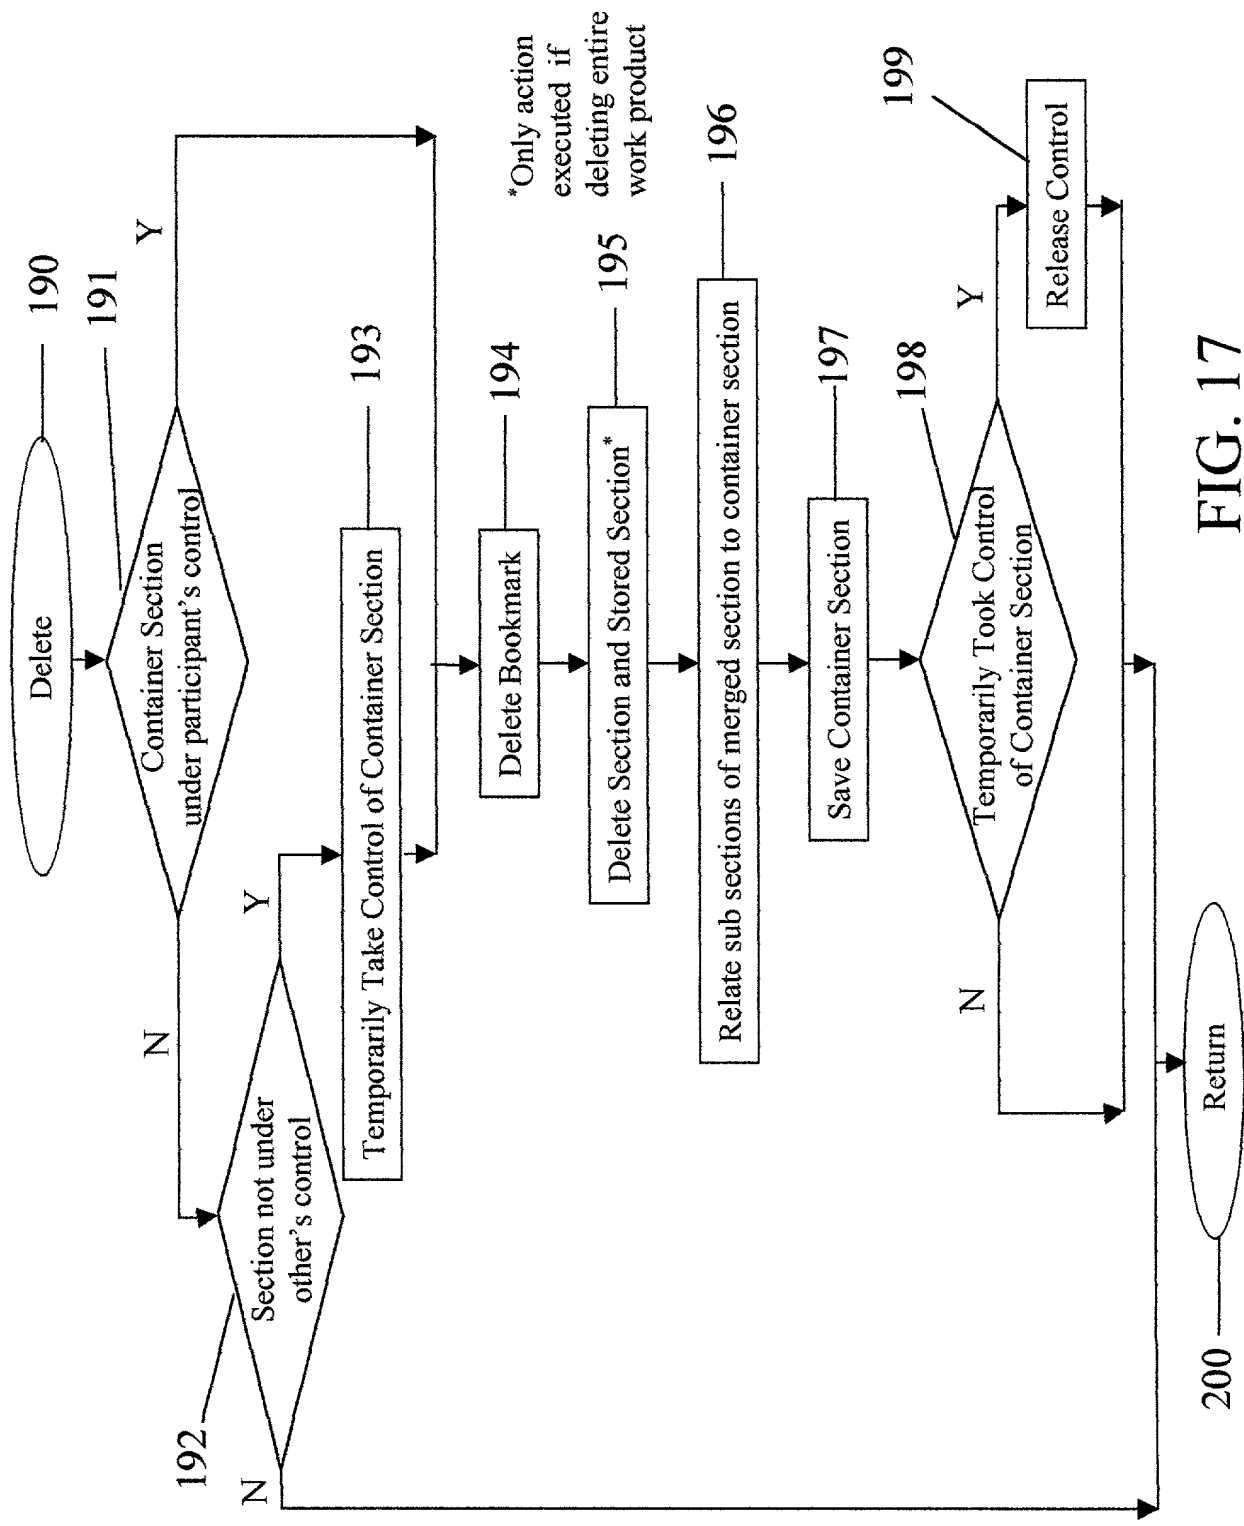 Delete
190
191
Container Section
under participant's control
N
Y
192
Section not under
other's control
N
Y
193
Temporarily Take Control of Container Section
194
Delete Bookmark
*Only action
executed if
deleting entire
work product
195
Delete Section and Stored Section*
196
Relate sub sections of merged section to container section
197
Save Container Section
198
Temporarily Took Control
of Container Section
N
Y
199
Release Control
200
Return
FIG. 17